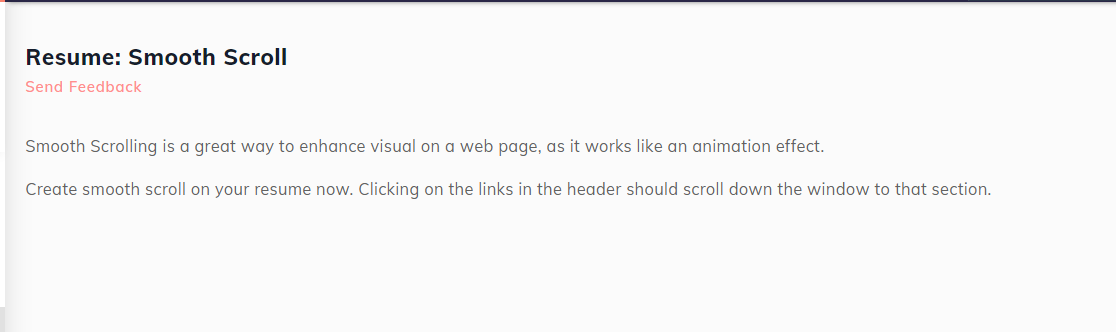 Resume: Smooth Scroll
Send Feedback
Smooth Scrolling is a great way to enhance visual on a web page, as it works like an animation effect.
Create smooth scroll on your resume now. Clicking on the links in the header should scroll down the window to that section.